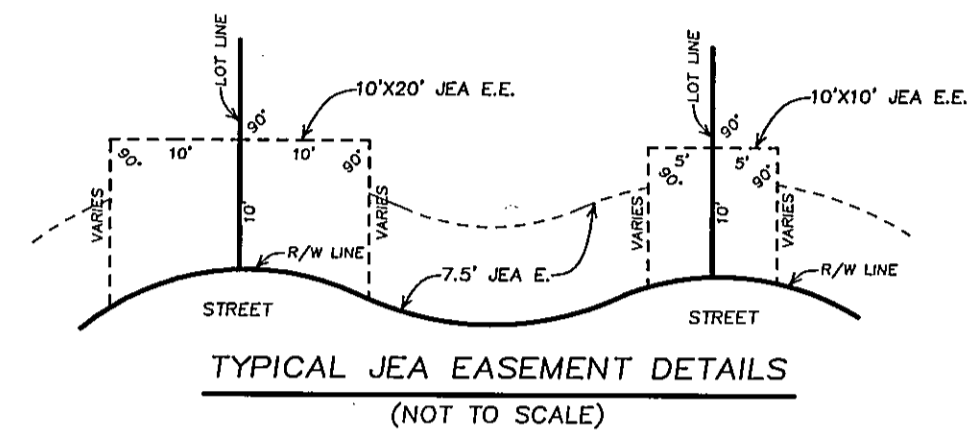 LOT LINE
10'X20' JEA E.E.
90°
90°
10'
10'
90°
VARIES
10'
VARIES
R/W LINE
STREET
7.5' JEA E.
LOT LINE
10'X10' JEA E.E.
90°
5'
5'
90°
90°
VARIES
10'
VARIES
R/W LINE
STREET
TYPICAL JEA EASEMENT DETAILS
(NOT TO SCALE)